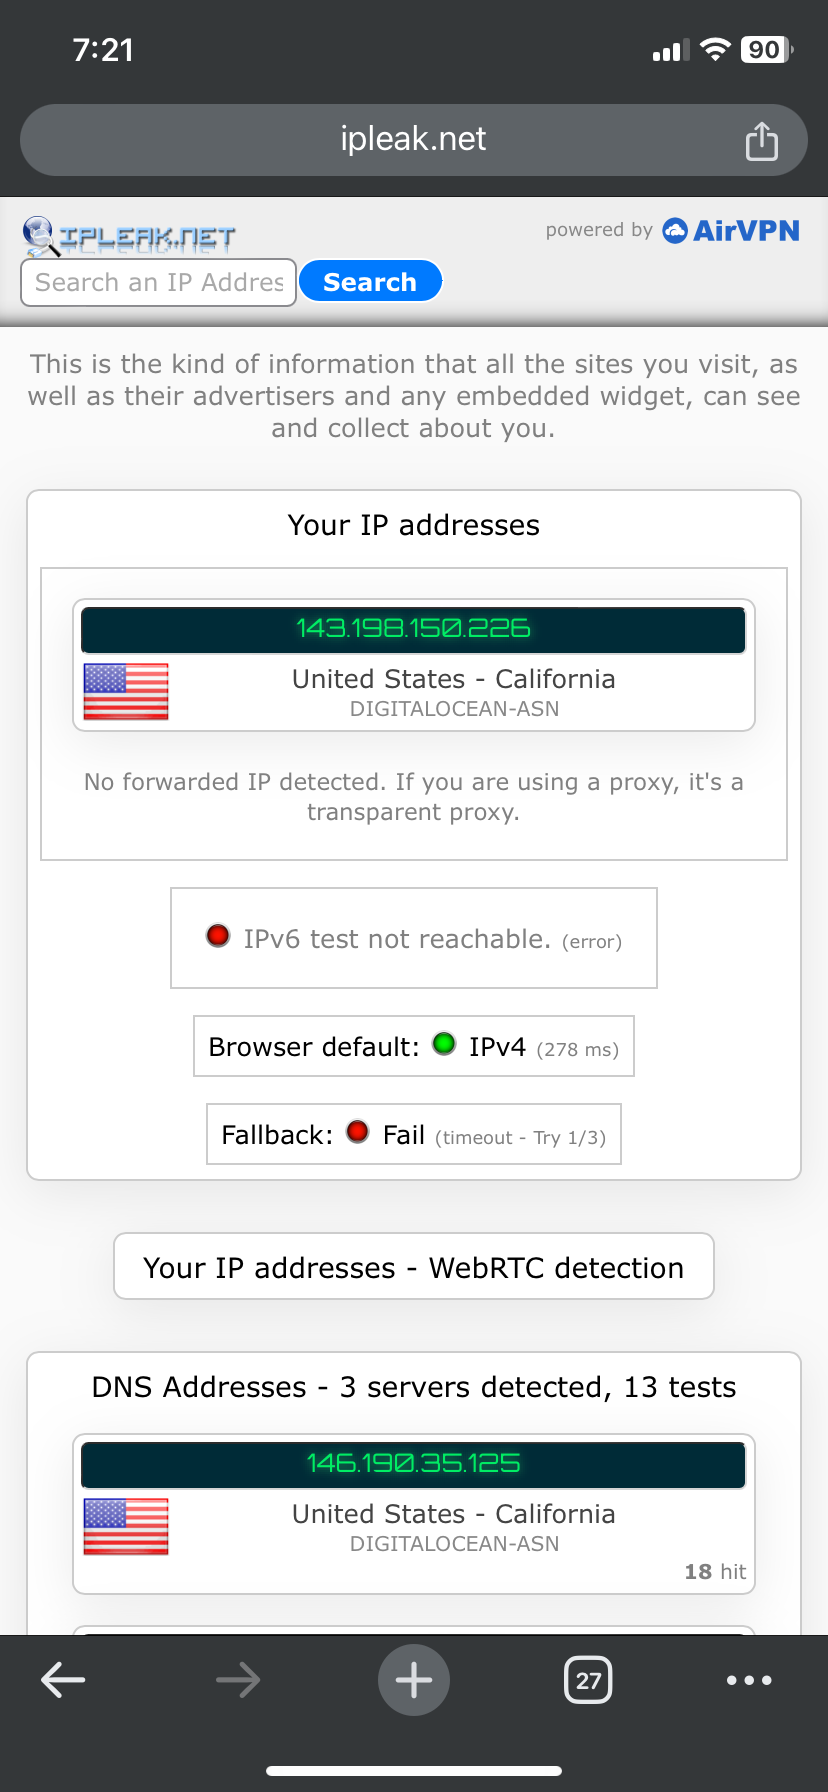 7:21
90
ipleak.net
IPLEAK.NET
powered by AirVPN
Search an IP Addres
Search
This is the kind of information that all the sites you visit, as
well as their advertisers and any embedded widget, can see
and collect about you.
Your IP addresses
143.198.150.226
United States - California
DIGITALOCEAN-ASN
No forwarded IP detected. If you are using a proxy, it's a
transparent proxy.
IPv6 test not reachable. (error)
Browser default: IPv4 (278 ms)
Fallback: Fail (timeout - Try 1/3)
Your IP addresses - WebRTC detection
DNS Addresses - 3 servers detected, 13 tests
146.190.35.125
United States - California
DIGITALOCEAN-ASN
18 hit
27